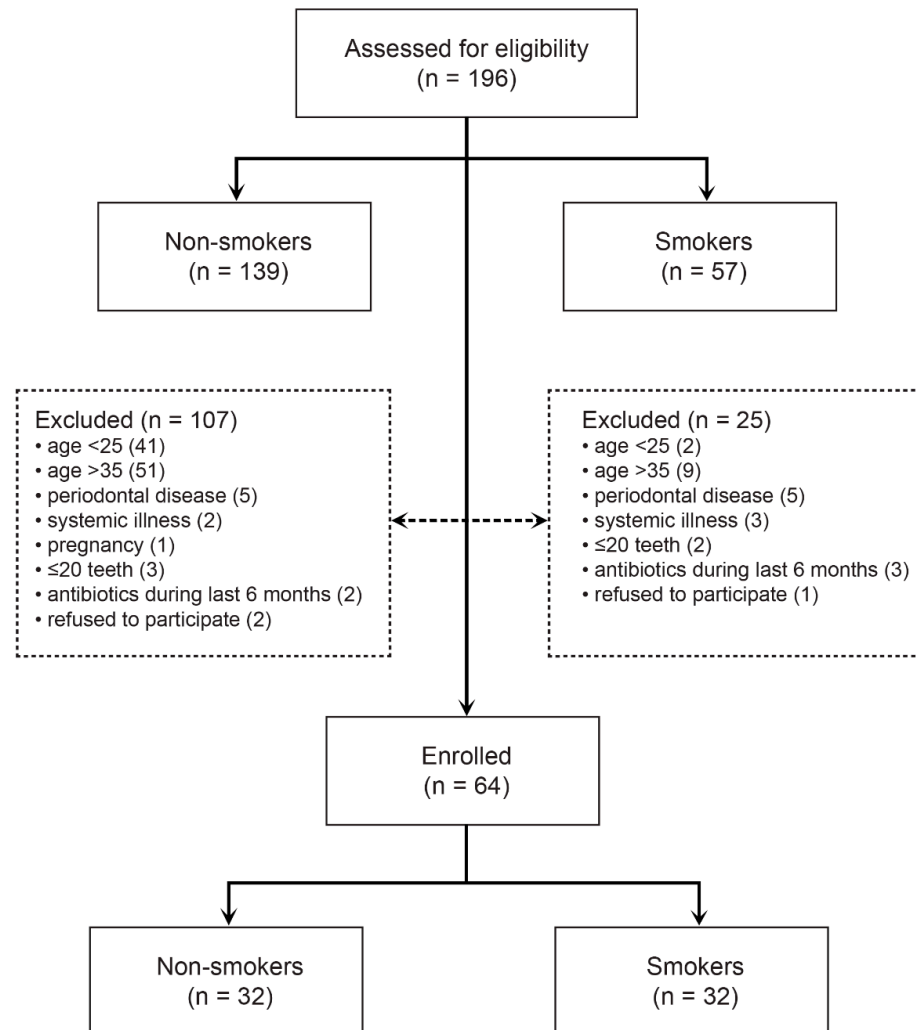 Assessed for eligibility
(n = 196)
Non-smokers
(n = 139)
Smokers
(n = 57)
Excluded (n = 107)
• age <25 (41)
• age >35 (51)
• periodontal disease (5)
• systemic illness (2)
• pregnancy (1)
• ≤20 teeth (3)
• antibiotics during last 6 months (2)
• refused to participate (2)
Excluded (n = 25)
• age <25 (2)
• age >35 (9)
• periodontal disease (5)
• systemic illness (3)
• ≤20 teeth (2)
• antibiotics during last 6 months (3)
• refused to participate (1)
Enrolled
(n = 64)
Non-smokers
(n = 32)
Smokers
(n = 32)